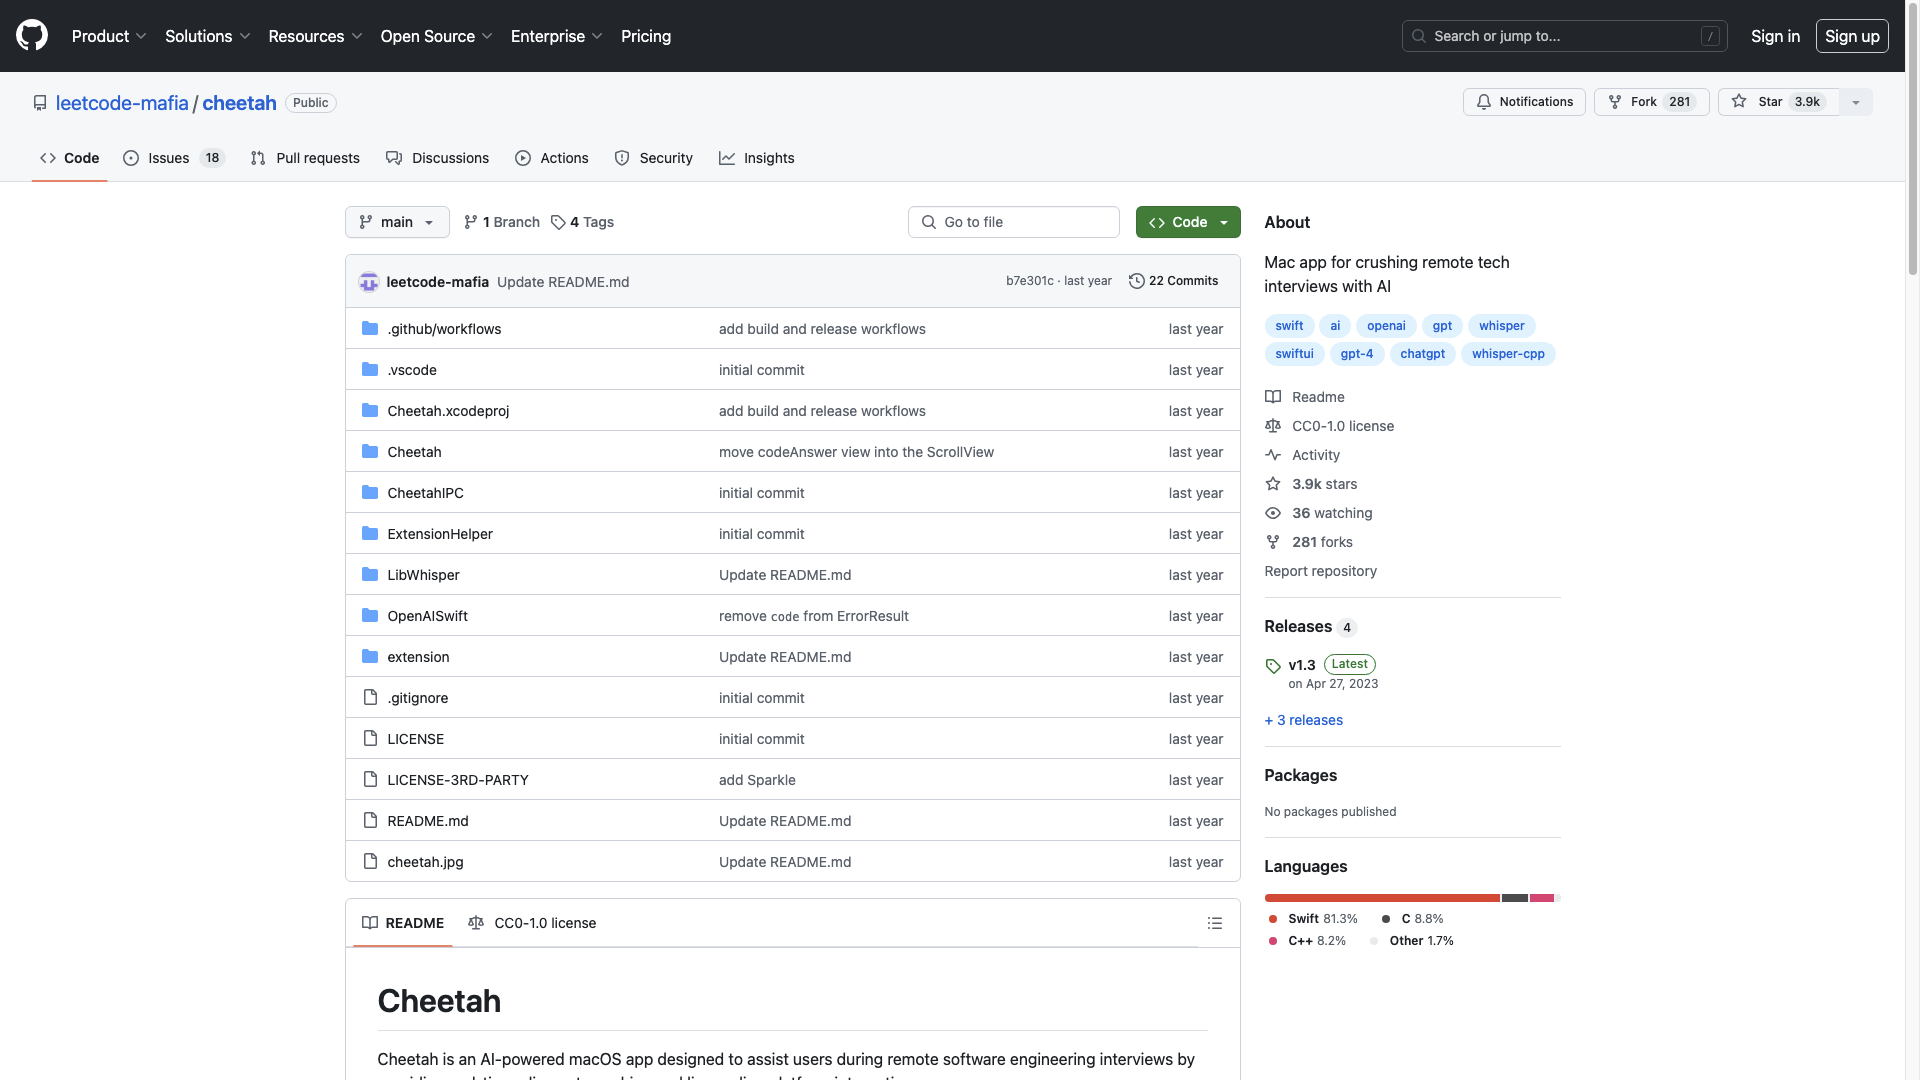 Product Solutions Resources Open Source Enterprise Pricing Search or jump to... / Sign in Sign up
leetcode-mafia / cheetah Public Notifications Fork 281 Star 3.9k
Code Issues 18 Pull requests Discussions Actions Security Insights
main 1 Branch 4 Tags Go to file Code
leetcode-mafia Update README.md b7e301c · last year 22 Commits
.github/workflows add build and release workflows last year
.vscode initial commit last year
Cheetah.xcodeproj add build and release workflows last year
Cheetah move codeAnswer view into the ScrollView last year
CheetahIPC initial commit last year
ExtensionHelper initial commit last year
LibWhisper Update README.md last year
OpenAISwift remove code from ErrorResult last year
extension Update README.md last year
.gitignore initial commit last year
LICENSE initial commit last year
LICENSE-3RD-PARTY add Sparkle last year
README.md Update README.md last year
cheetah.jpg Update README.md last year
README CC0-1.0 license
Cheetah
Cheetah is an AI-powered macOS app designed to assist users during remote software engineering interviews by
About
Mac app for crushing remote tech
interviews with AI
swift ai openai gpt whisper
swiftui gpt-4 chatgpt whisper-cpp
Readme
CC0-1.0 license
Activity
3.9k stars
36 watching
281 forks
Report repository
Releases 4
v1.3 Latest
on Apr 27, 2023
+ 3 releases
Packages
No packages published
Languages
Swift 81.3% C 8.8%
C++ 8.2% Other 1.7%